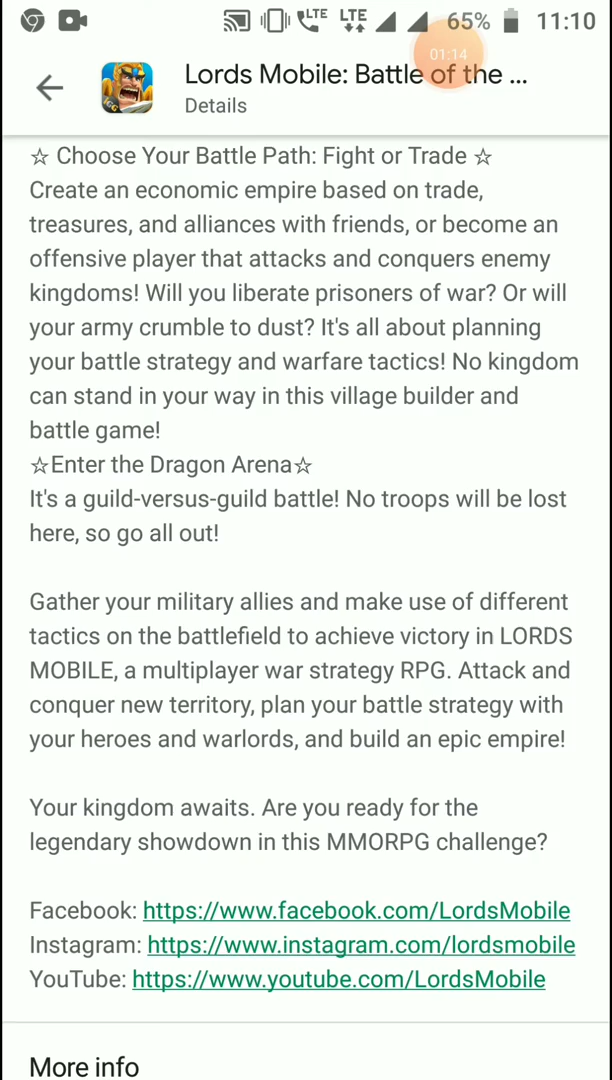 LTE LTE 65% 11:10
01:14
Lords Mobile: Battle of the ...
Details
IGG
☆ Choose Your Battle Path: Fight or Trade ☆
Create an economic empire based on trade,
treasures, and alliances with friends, or become an
offensive player that attacks and conquers enemy
kingdoms! Will you liberate prisoners of war? Or will
your army crumble to dust? It's all about planning
your battle strategy and warfare tactics! No kingdom
can stand in your way in this village builder and
battle game!
☆Enter the Dragon Arena☆
It's a guild-versus-guild battle! No troops will be lost
here, so go all out!
Gather your military allies and make use of different
tactics on the battlefield to achieve victory in LORDS
MOBILE, a multiplayer war strategy RPG. Attack and
conquer new territory, plan your battle strategy with
your heroes and warlords, and build an epic empire!
Your kingdom awaits. Are you ready for the
legendary showdown in this MMORPG challenge?
Facebook: https://www.facebook.com/LordsMobile
Instagram: https://www.instagram.com/lordsmobile
YouTube: https://www.youtube.com/LordsMobile
More info